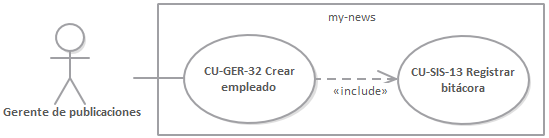 my-news
CU-GER-32 Crear
empleado
CU-SIS-13 Registrar
bitácora
«include»
Gerente de publicaciones